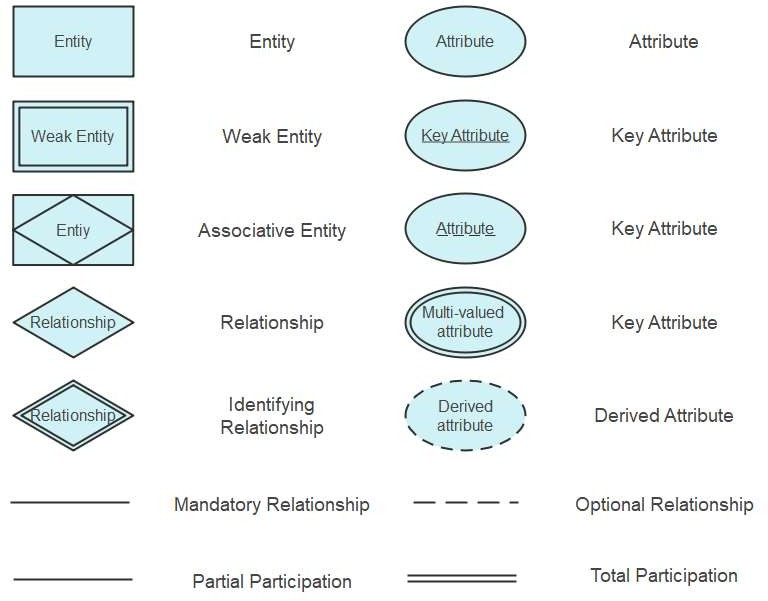 Entity
Entity
Attribute
Attribute
Weak Entity
Weak Entity
Key Attribute
Key Attribute
Entiy
Associative Entity
Attribute
Key Attribute
Relationship
Relationship
Multi-valued
attribute
Key Attribute
Relationship
Identifying
Relationship
Derived
attribute
Derived Attribute
Mandatory Relationship
Optional Relationship
Partial Participation
Total Participation